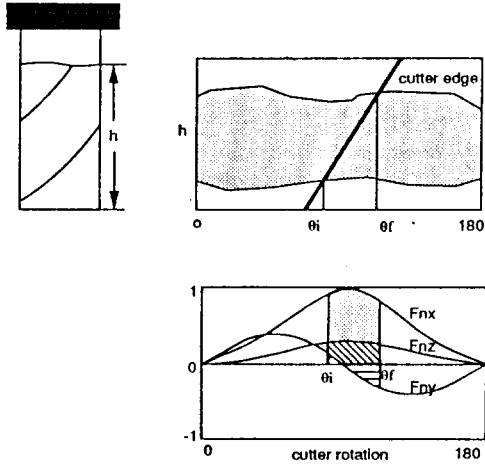 h
cutter edge
h
o
θi
θf
180
1
Fnx
Fnz
0
θi
θf
Fny
-1
0
180
cutter rotation